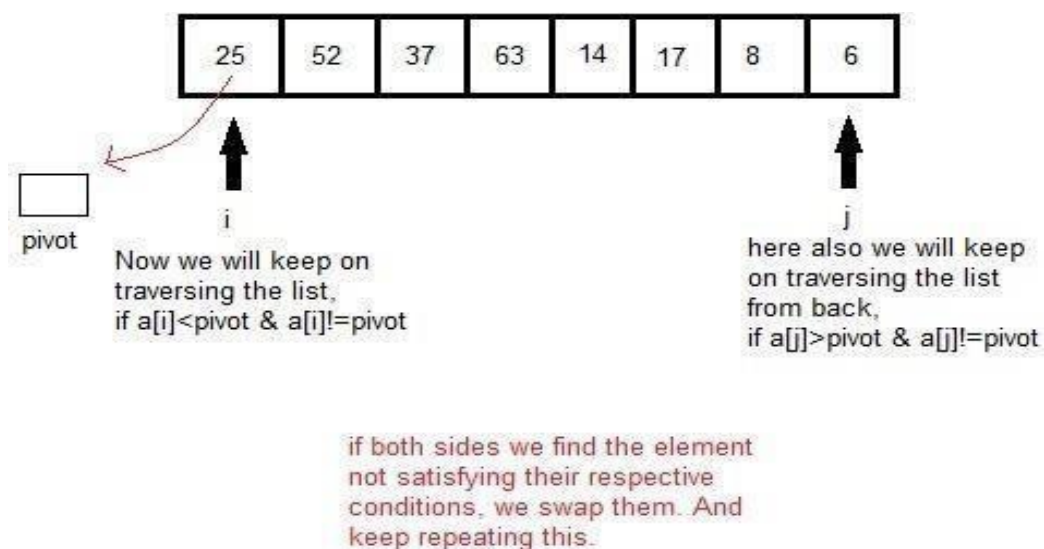 25 52 37 63 14 17 8 6
i
j
pivot
Now we will keep on
traversing the list,
if a[i]<pivot & a[i]!=pivot
here also we will keep
on traversing the list
from back,
if a[j]>pivot & a[j]!=pivot
if both sides we find the element
not satisfying their respective
conditions, we swap them. And
keep repeating this.